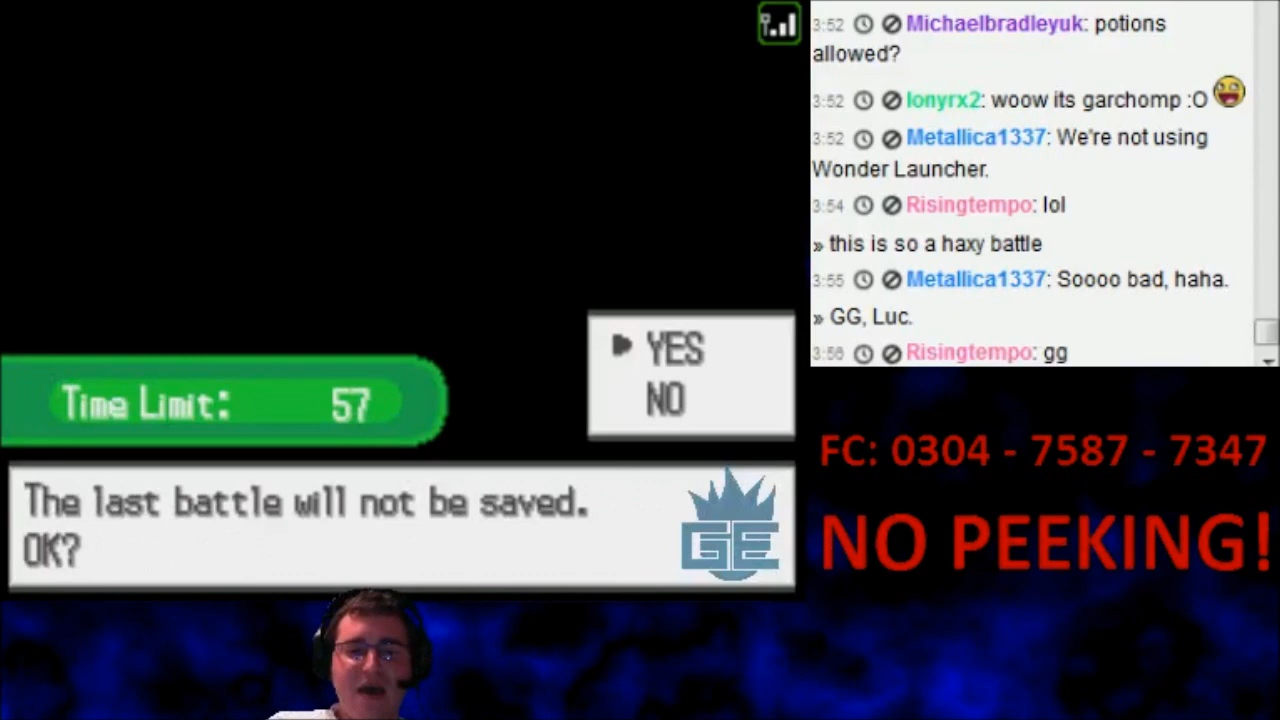 3:52 Michaelbradleyuk: potions
allowed?
3:52 lonyrx2: woow its garchomp :O
3:52 Metallica1337: We're not using
Wonder Launcher.
3:54 Risingtempo: lol
» this is so a haxy battle
3:55 Metallica1337: Soooo bad, haha.
» GG, Luc.
3:56 Risingtempo: gg
YES
NO
Time Limit: 57
The last battle will not be saved.
OK?
GE
FC: 0304 - 7587 - 7347
NO PEEKING!